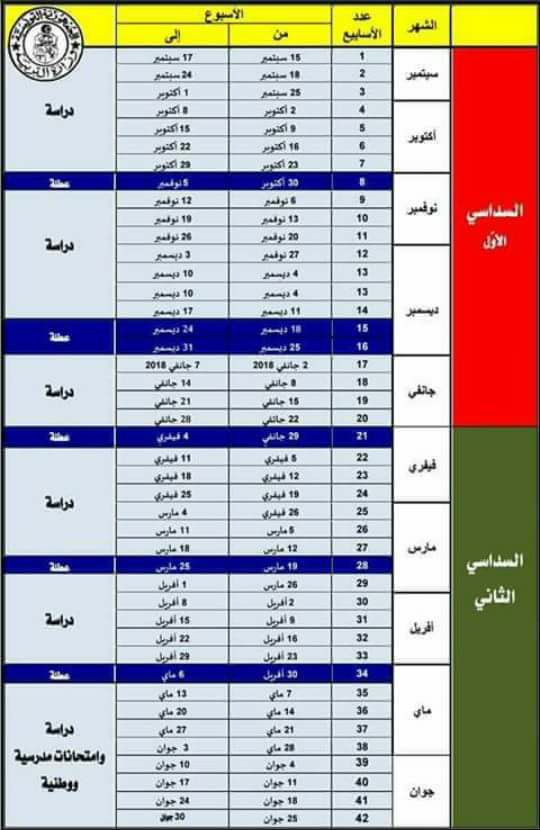 الشهر عدد الأسابيع الأسبوع
من إلى
السداسي الأوّل
سبتمبر
1 15 سبتمبر 17 سبتمبر
2 18 سبتمبر 24 سبتمبر
3 25 سبتمبر 1 أكتوبر
أكتوبر
4 2 أكتوبر 8 أكتوبر
5 9 أكتوبر 15 أكتوبر
6 16 أكتوبر 22 أكتوبر
7 23 أكتوبر 29 أكتوبر
دراسة
نوفمبر
8 30 أكتوبر 5 نوفمبر عطلة
9 6 نوفمبر 12 نوفمبر
10 13 نوفمبر 19 نوفمبر
11 20 نوفمبر 26 نوفمبر
ديسمبر
12 27 نوفمبر 3 ديسمبر
13 4 ديسمبر 10 ديسمبر
13 4 ديسمبر 10 ديسمبر
14 11 ديسمبر 17 ديسمبر
دراسة
15 18 ديسمبر 24 ديسمبر
16 25 ديسمبر 31 ديسمبر
عطلة
جانفي
17 2 جانفي 2018 7 جانفي 2018
18 8 جانفي 14 جانفي
19 15 جانفي 21 جانفي
20 22 جانفي 28 جانفي
دراسة
السداسي الثاني
فيفري
21 29 جانفي 4 فيفري عطلة
22 5 فيفري 11 فيفري
23 12 فيفري 18 فيفري
24 19 فيفري 25 فيفري
مارس
25 26 فيفري 4 مارس
26 5 مارس 11 مارس
27 12 مارس 18 مارس
دراسة
28 19 مارس 25 مارس عطلة
29 26 مارس 1 أفريل
أفريل
30 2 أفريل 8 أفريل
31 9 أفريل 15 أفريل
32 16 أفريل 22 أفريل
33 23 أفريل 29 أفريل
دراسة
ماي
34 30 أفريل 6 ماي عطلة
35 7 ماي 13 ماي
36 14 ماي 20 ماي
37 21 ماي 27 ماي
38 28 ماي 3 جوان
جوان
39 4 جوان 10 جوان
40 11 جوان 17 جوان
41 18 جوان 24 جوان
42 25 جوان 30 جوان
دراسة
وامتحانات مدرسية
ووطنية